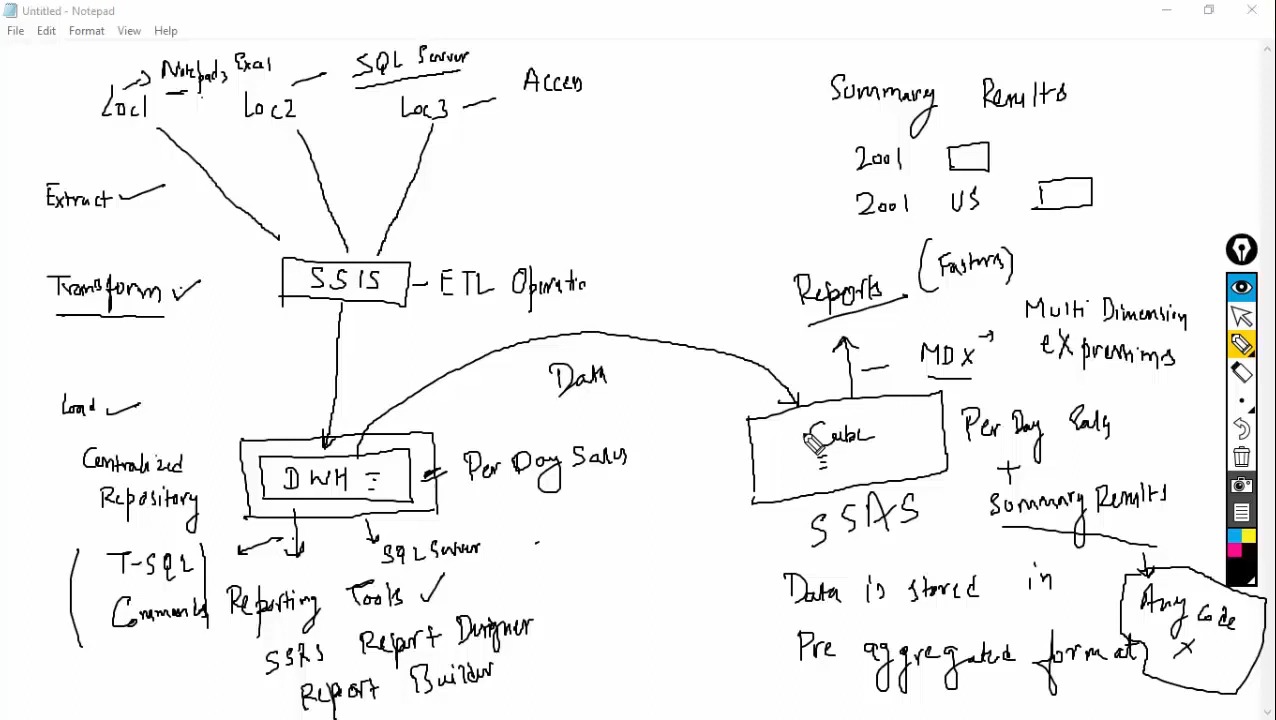 Untitled - Notepad
File Edit Format View Help
Notepad, Excel
SQL Server
Loc1
Loc2
Loc3
Access
Extract
Transform
SSIS
ETL Operatio
Load
Centralized
Repository
DWH
Per Day Sales
Data
SQL Server
T-SQL
Commands
Reporting Tools
SSRS Report Designer
Report Builder
Summary Results
2001
2001 US
Reports
(Fasters)
MDX
Multi Dimension
eXpressions
Cube
SSAS
Per Day Sales
+
Summary Results
Data is stored in
Pre aggregated format
Any code
X